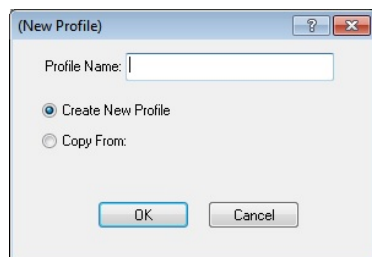 (New Profile)
Profile Name:
Create New Profile
Copy From:
OK Cancel